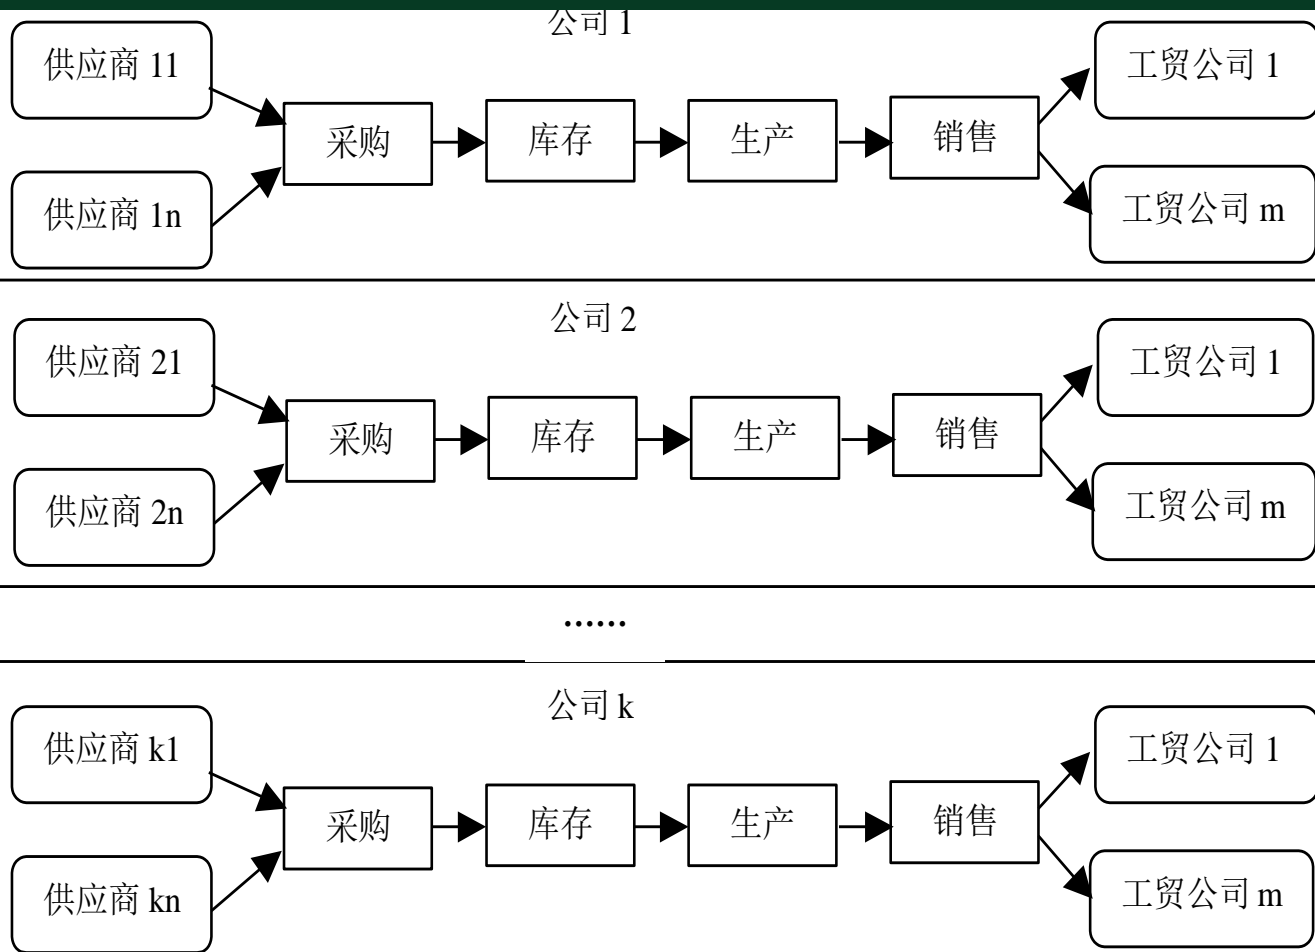 公司 1
供应商 11
工贸公司 1
采购
库存
生产
销售
供应商 1n
工贸公司 m
公司 2
供应商 21
工贸公司 1
采购
库存
生产
销售
供应商 2n
工贸公司 m
......
公司 k
供应商 k1
工贸公司 1
采购
库存
生产
销售
供应商 kn
工贸公司 m